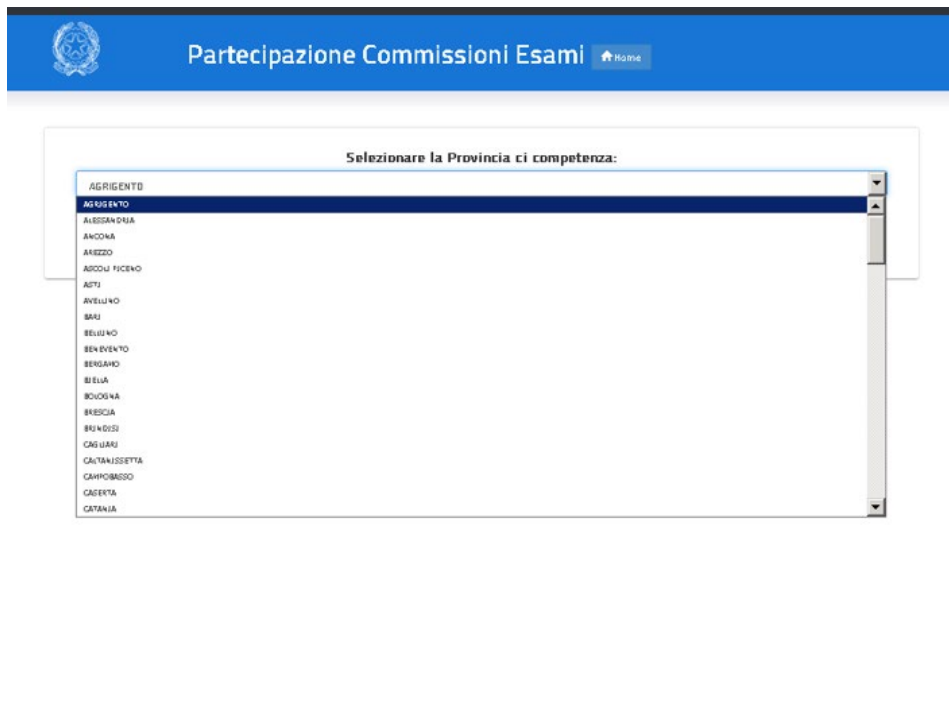 Partecipazione Commissioni Esami Home
Selezionare la Provincia di competenza:
AGRIGENTO
AGRIGENTO
ALESSANDRIA
ANCONA
AREZZO
ASCOLI PICENO
ASTI
AVELLINO
BARI
BELLUNO
BENEVENTO
BERGAMO
BIELLA
BOLOGNA
BRESCIA
BRINDISI
CAGLIARI
CALTANISSETTA
CAMPOBASSO
CASERTA
CATANIA